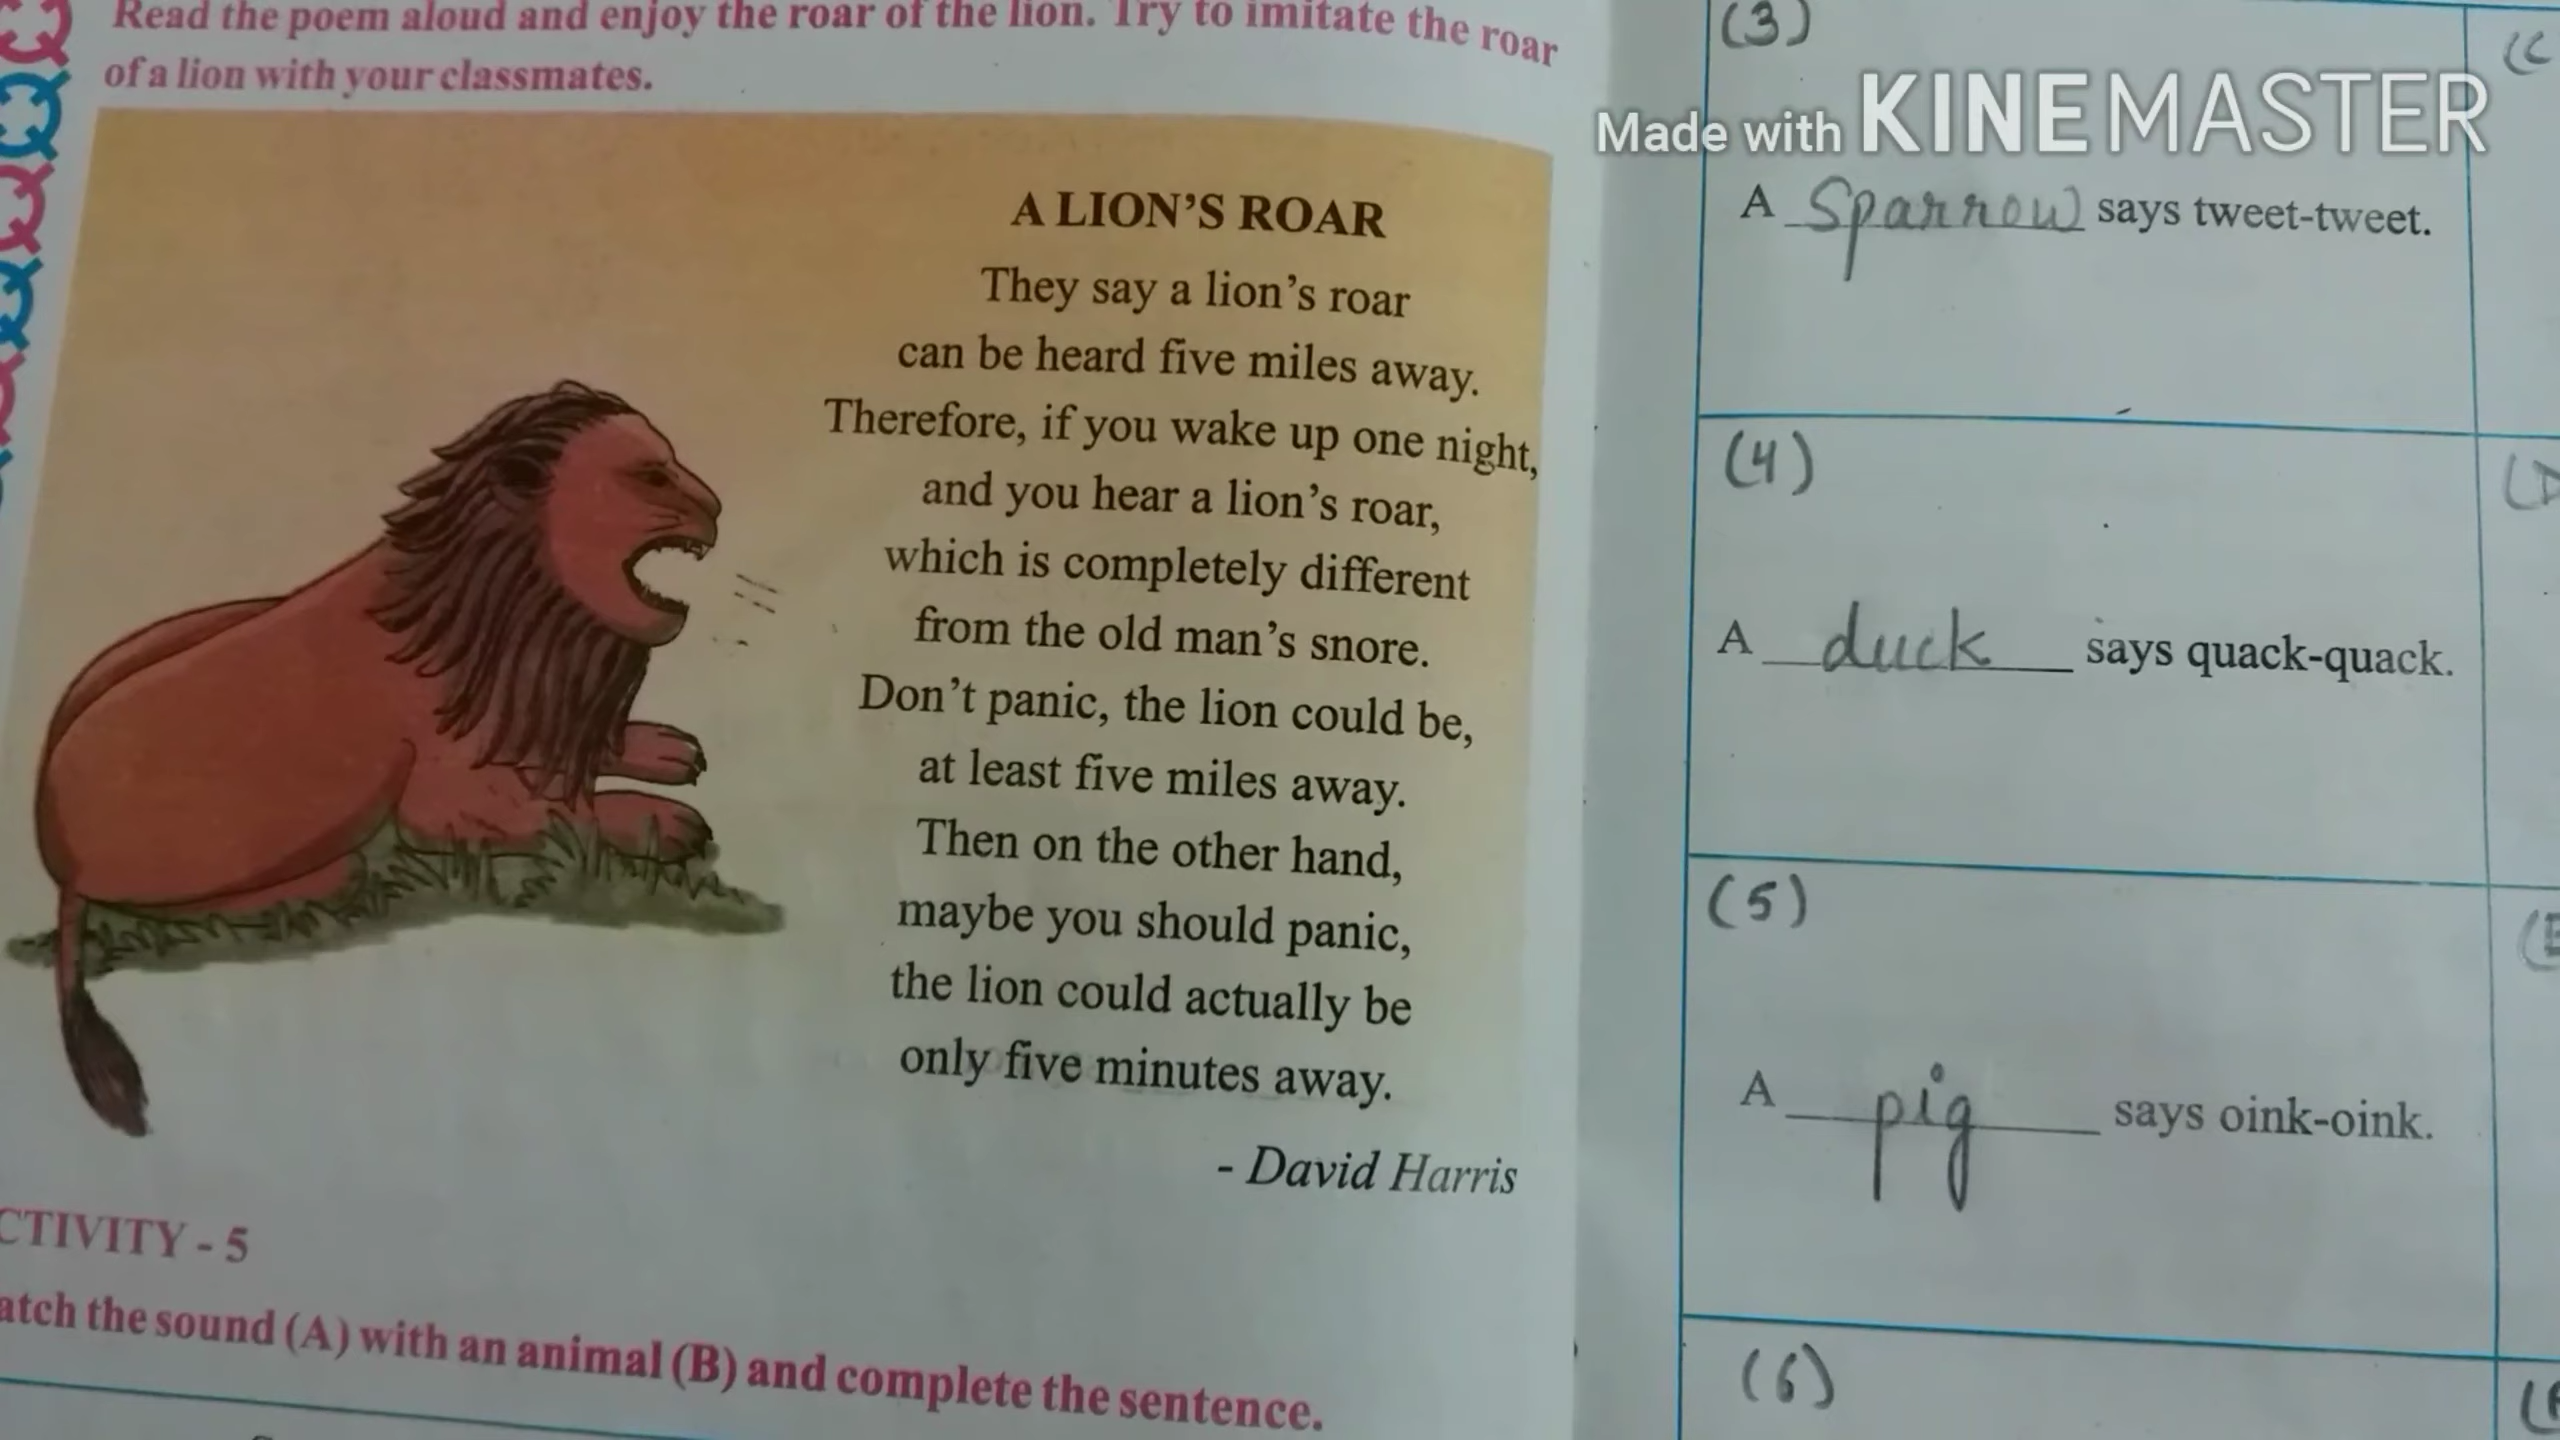 Read the poem aloud and enjoy the roar of the lion. Try to imitate the roar
of a lion with your classmates.
A LION'S ROAR
They say a lion's roar
can be heard five miles away.
Therefore, if you wake up one night,
and you hear a lion's roar,
which is completely different
from the old man's snore.
Don't panic, the lion could be,
at least five miles away.
Then on the other hand,
maybe you should panic,
the lion could actually be
only five minutes away.
- David Harris
CTIVITY - 5
atch the sound (A) with an animal (B) and complete the sentence.
Made with KINEMASTER
(3)
A Sparrow says tweet-tweet.
(4)
A duck says quack-quack.
(5)
A pig says oink-oink.
(6)